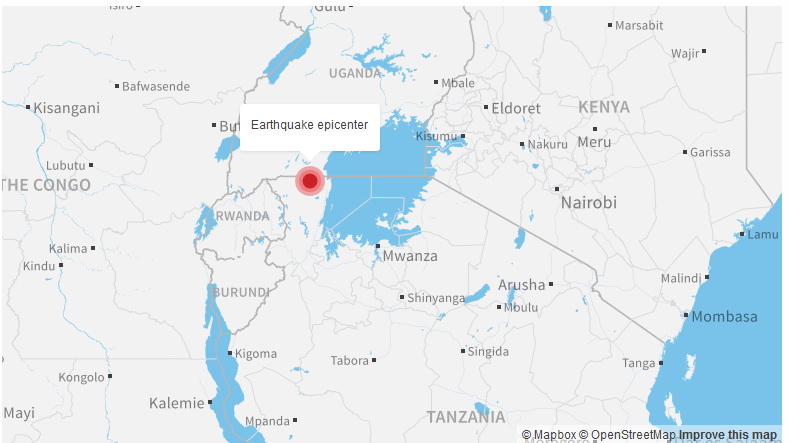 Isiro
Gulu
Marsabit
Wajir
UGANDA
Mbale
Bafwasende
Kisangani
Eldoret
KENYA
Earthquake epicenter
Kisumu
Nakuru
Meru
Garissa
Lubutu
THE CONGO
Nairobi
RWANDA
Lamu
Kalima
Kindu
Mwanza
Malindi
Arusha
BURUNDI
Shinyanga
Mbulu
Mombasa
Kigoma
Tabora
Singida
Tanga
Kongolo
Kalemie
Mayi
Mpanda
TANZANIA
© Mapbox © OpenStreetMap Improve this map